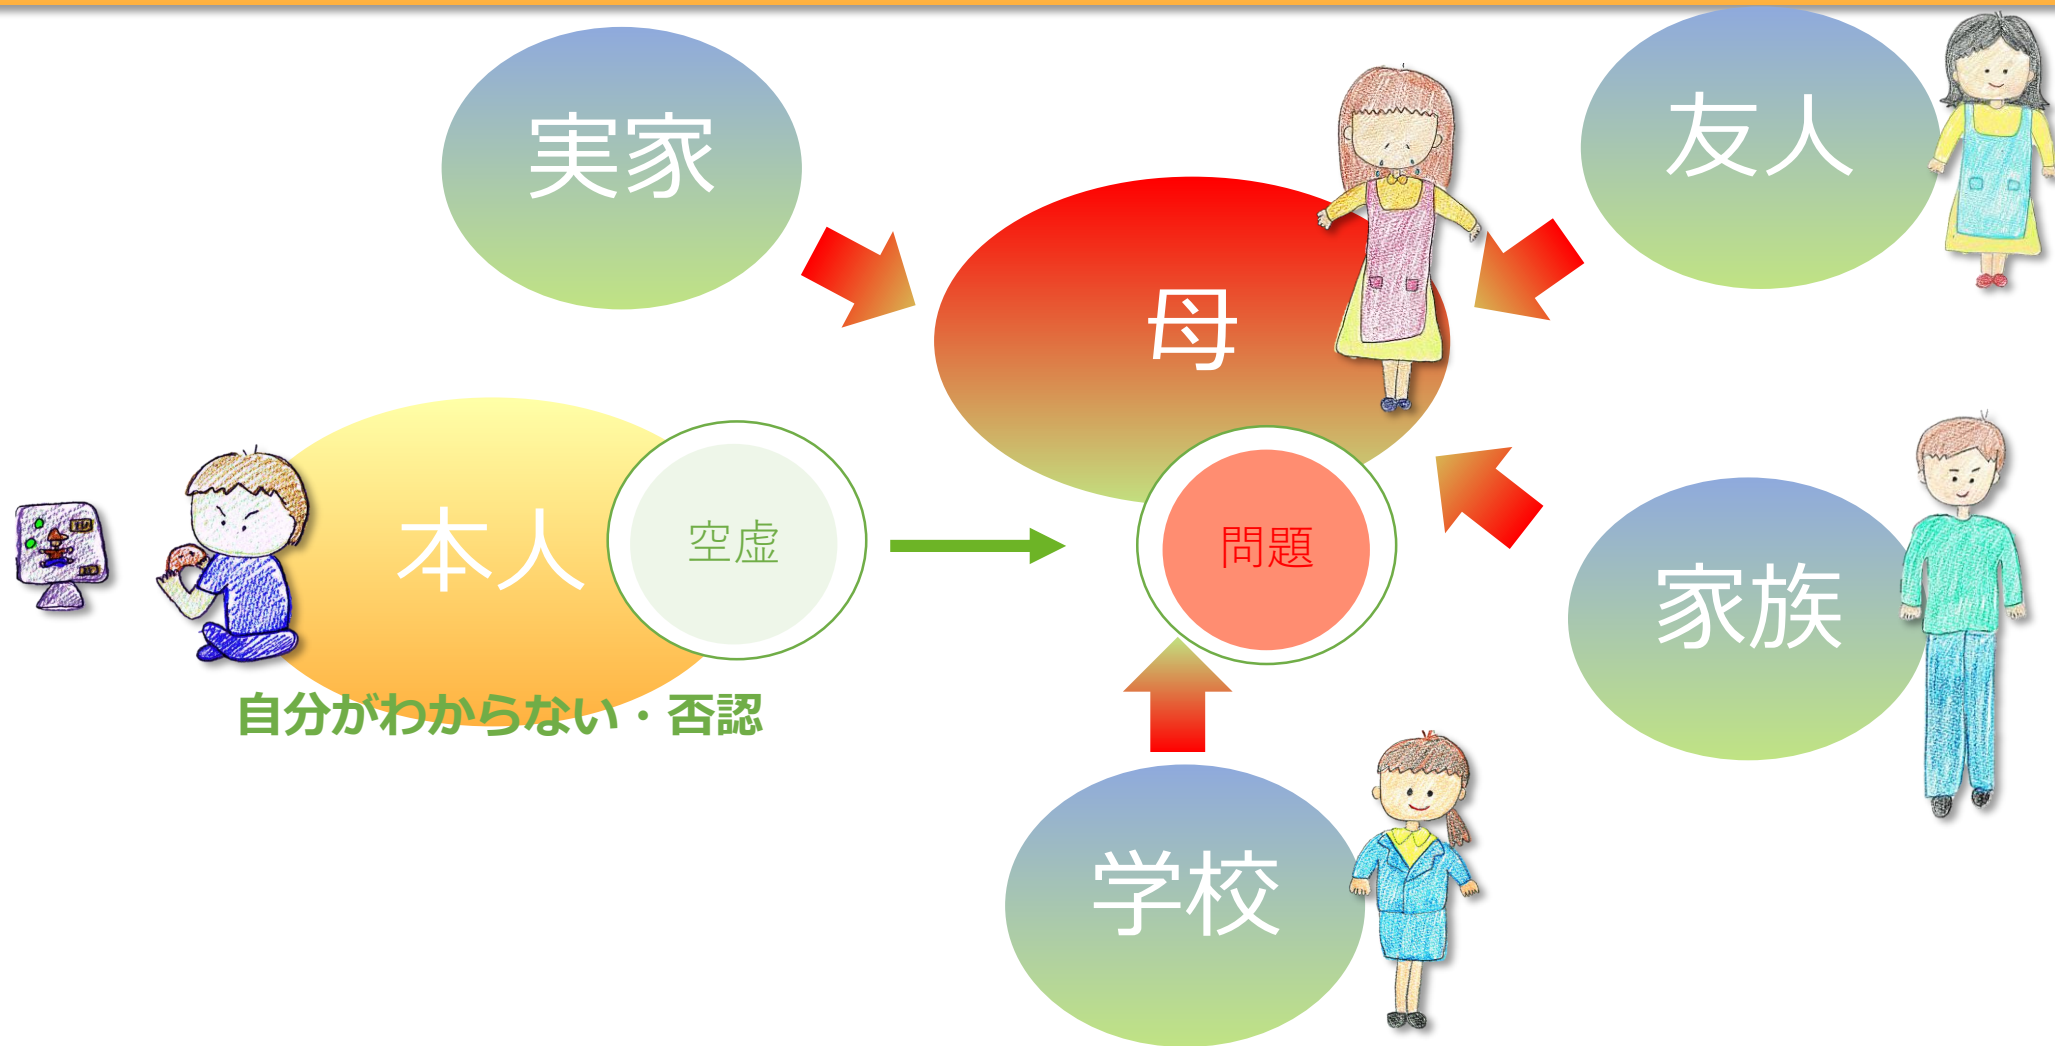 実家
友人
母
本人
空虚
問題
家族
自分がわからない・否認
学校